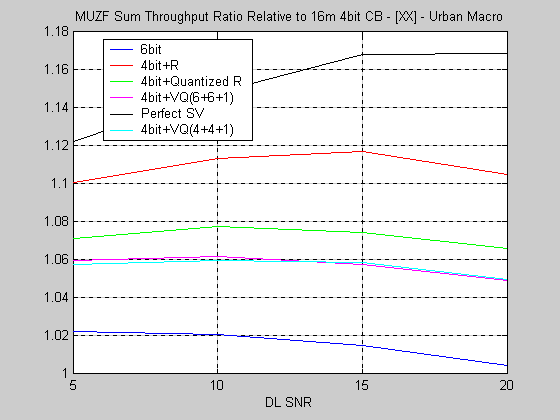 MUZF Sum Throughput Ratio Relative to 16m 4bit CB - [XX] - Urban Macro
1.18
1.16
1.14
1.12
1.1
1.08
1.06
1.04
1.02
1
6bit
4bit+R
4bit+Quantized R
4bit+VQ(6+6+1)
Perfect SV
4bit+VQ(4+4+1)
5
10
15
20
DL SNR